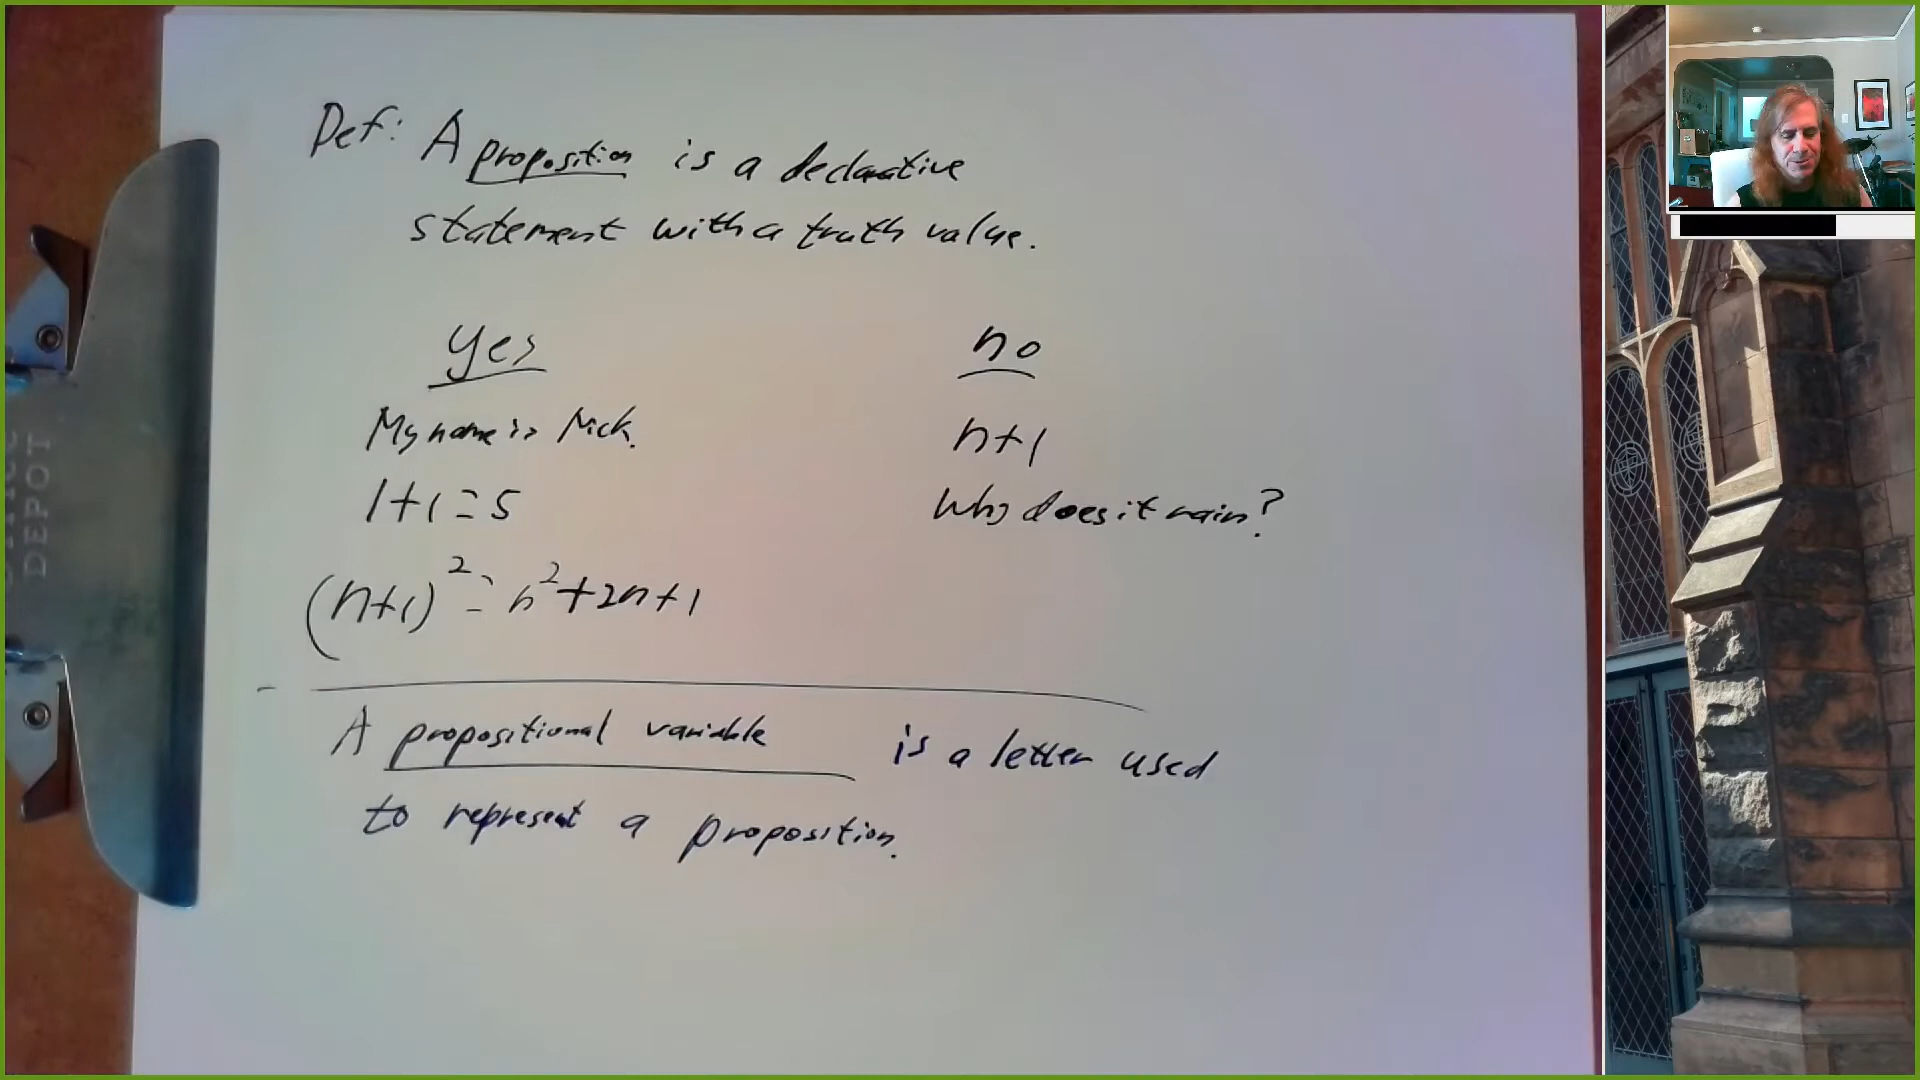 Def: A proposition is a declarative
statement with a truth value.
yes
no
My name is Nick.
n+1
1+1=5
Why does it rain?
(n+1)² = n²+2n+1
A propositional variable is a letter used
to represent a proposition.
DEPOT